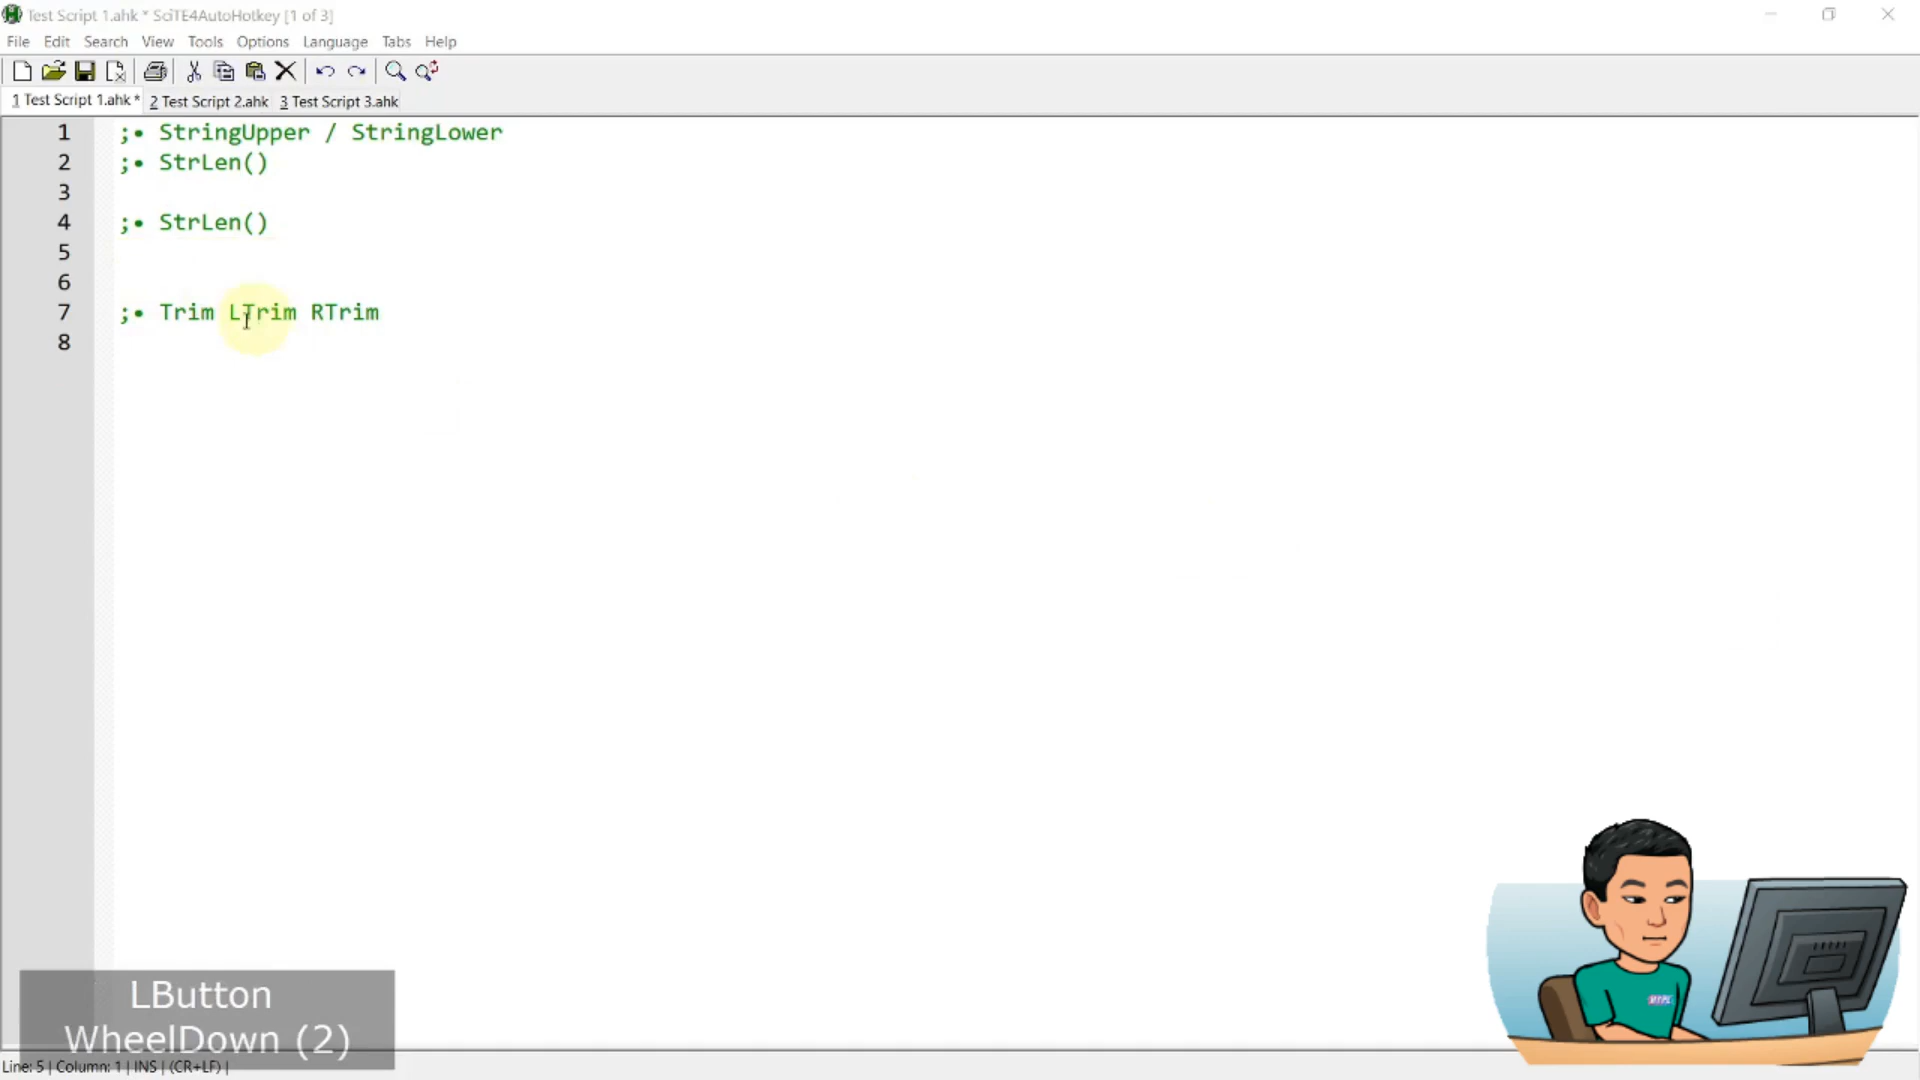 Test Script 1.ahk * SciTE4AutoHotkey [1 of 3]
File Edit Search View Tools Options Language Tabs Help
1 Test Script 1.ahk * 2 Test Script 2.ahk 3 Test Script 3.ahk
1 ;• StringUpper / StringLower
2 ;• StrLen()
3
4 ;• StrLen()
5
6
7 ;• Trim LTrim RTrim
8
LButton
WheelDown (2)
Line: 5 | Column: 1 | INS | (CR+LF) |